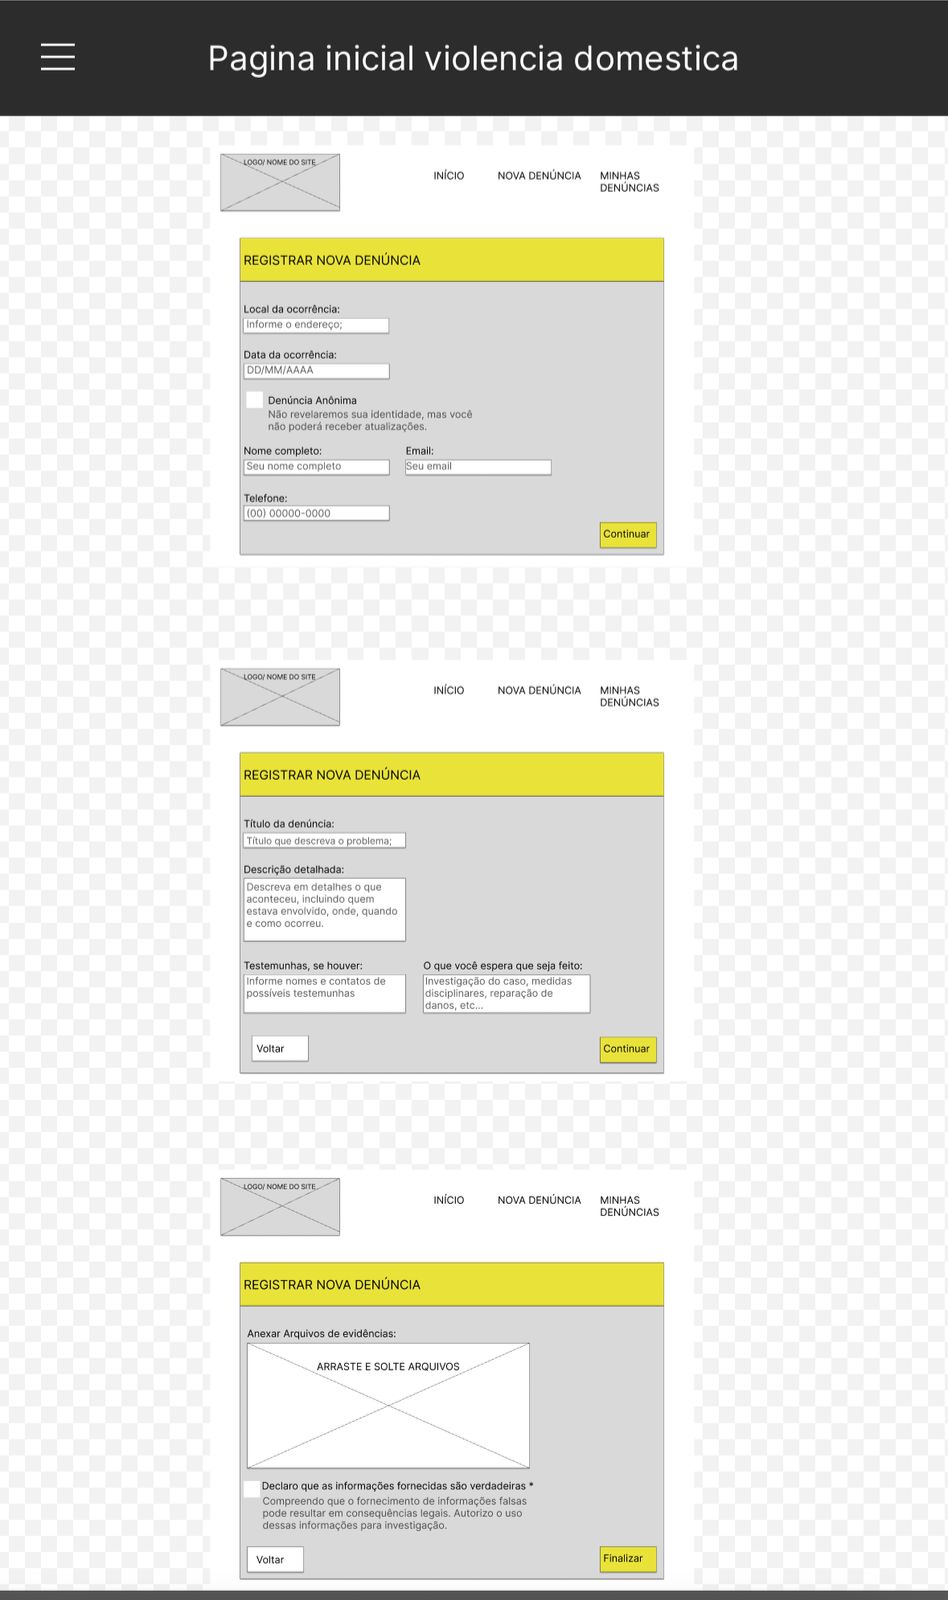 Pagina inicial violencia domestica
LOGO/ NOME DO SITE
INÍCIO
NOVA DENÚNCIA
MINHAS
DENÚNCIAS
REGISTRAR NOVA DENÚNCIA
Local da ocorrência:
Informe o endereço;
Data da ocorrência:
DD/MM/AAAA
Denúncia Anônima
Não revelaremos sua identidade, mas você
não poderá receber atualizações.
Nome completo:
Seu nome completo
Email:
Seu email
Telefone:
(00) 00000-0000
Continuar
LOGO/ NOME DO SITE
INÍCIO
NOVA DENÚNCIA
MINHAS
DENÚNCIAS
REGISTRAR NOVA DENÚNCIA
Título da denúncia:
Título que descreva o problema;
Descrição detalhada:
Descreva em detalhes o que
aconteceu, incluindo quem
estava envolvido, onde, quando
e como ocorreu.
Testemunhas, se houver:
Informe nomes e contatos de
possíveis testemunhas
O que você espera que seja feito:
Investigação do caso, medidas
disciplinares, reparação de
danos, etc...
Voltar
Continuar
LOGO/ NOME DO SITE
INÍCIO
NOVA DENÚNCIA
MINHAS
DENÚNCIAS
REGISTRAR NOVA DENÚNCIA
Anexar Arquivos de evidências:
ARRASTE E SOLTE ARQUIVOS
Declaro que as informações fornecidas são verdadeiras *
Compreendo que o fornecimento de informações falsas
pode resultar em consequências legais. Autorizo o uso
dessas informações para investigação.
Voltar
Finalizar